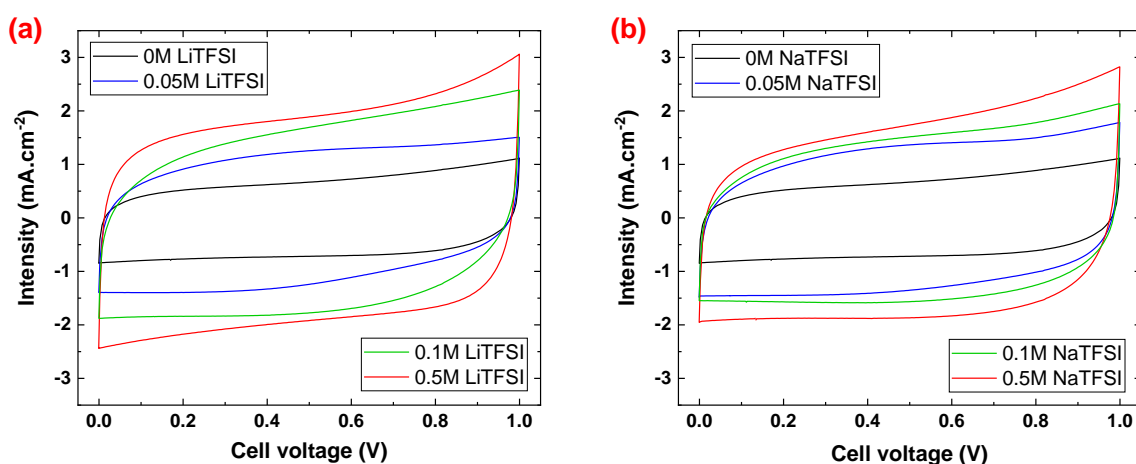 (a)
0M LiTFSI
0.05M LiTFSI
3
2
1
0
-1
-2
-3
Intensity (mA.cm-2)
0.1M LiTFSI
0.5M LiTFSI
0.0 0.2 0.4 0.6 0.8 1.0
Cell voltage (V)
(b)
0M NaTFSI
0.05M NaTFSI
3
2
1
0
-1
-2
-3
Intensity (mA.cm-2)
0.1M NaTFSI
0.5M NaTFSI
0.0 0.2 0.4 0.6 0.8 1.0
Cell voltage (V)